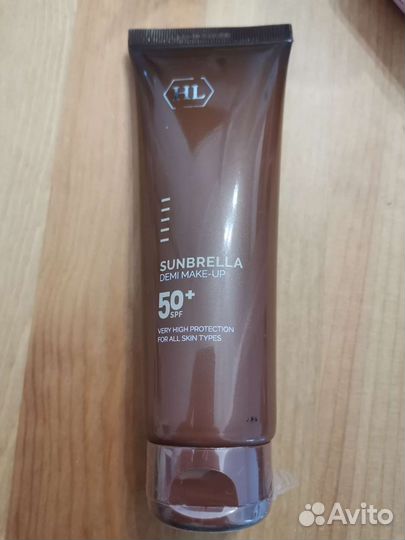 HL
SUNBRELLA
DEMI MAKE-UP
50+
SPF
VERY HIGH PROTECTION
FOR ALL SKIN TYPES
Avito